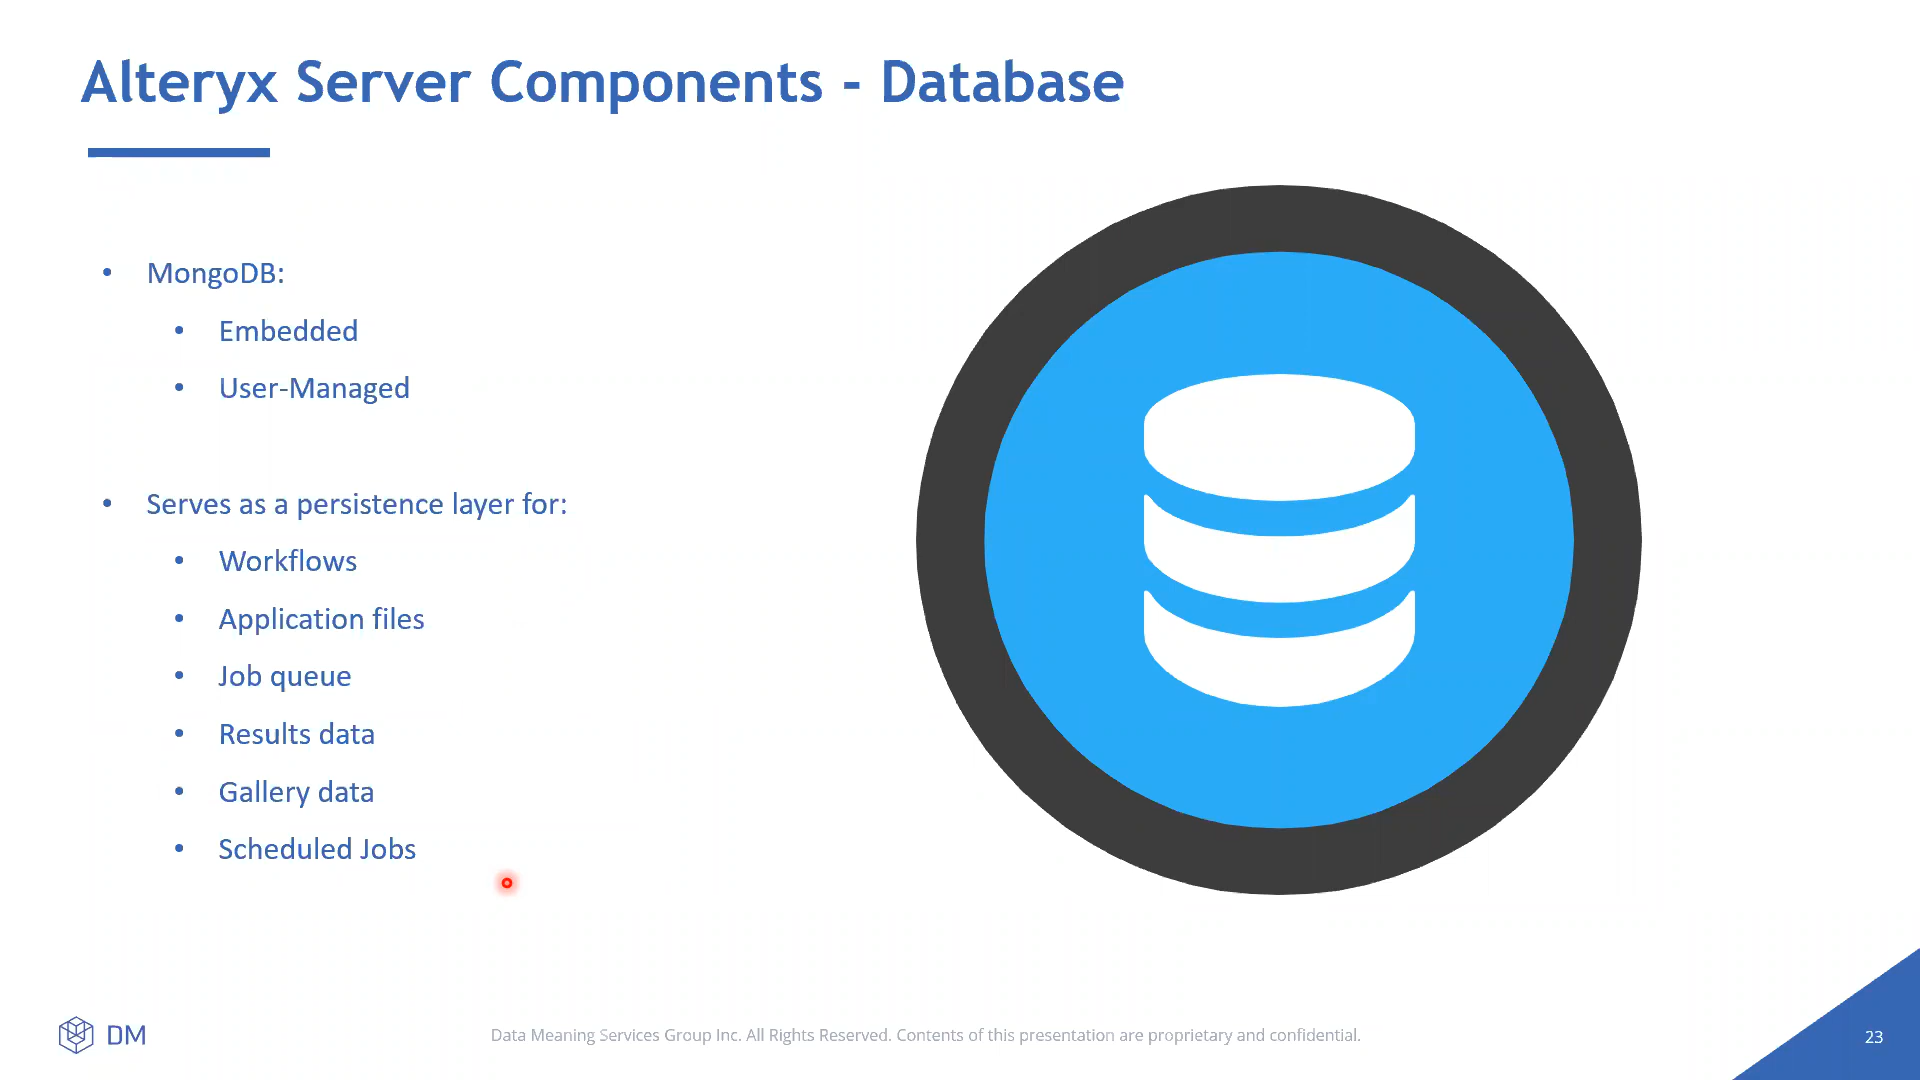 Alteryx Server Components - Database
• MongoDB:
• Embedded
• User-Managed
• Serves as a persistence layer for:
• Workflows
• Application files
• Job queue
• Results data
• Gallery data
• Scheduled Jobs
DM
Data Meaning Services Group Inc. All Rights Reserved. Contents of this presentation are proprietary and confidential.
23